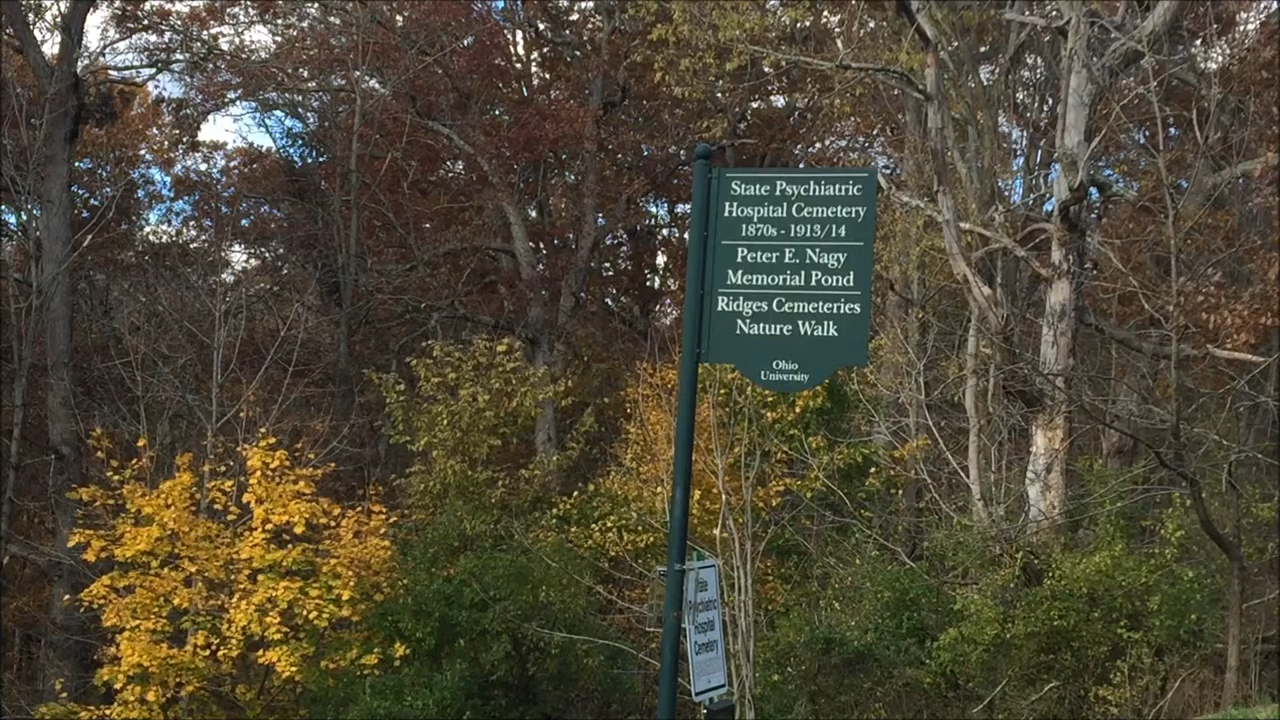 State Psychiatric
Hospital Cemetery
1870s - 1913/14
Peter E. Nagy
Memorial Pond
Ridges Cemeteries
Nature Walk
Ohio
University
State
Psychiatric
Hospital
Cemetery